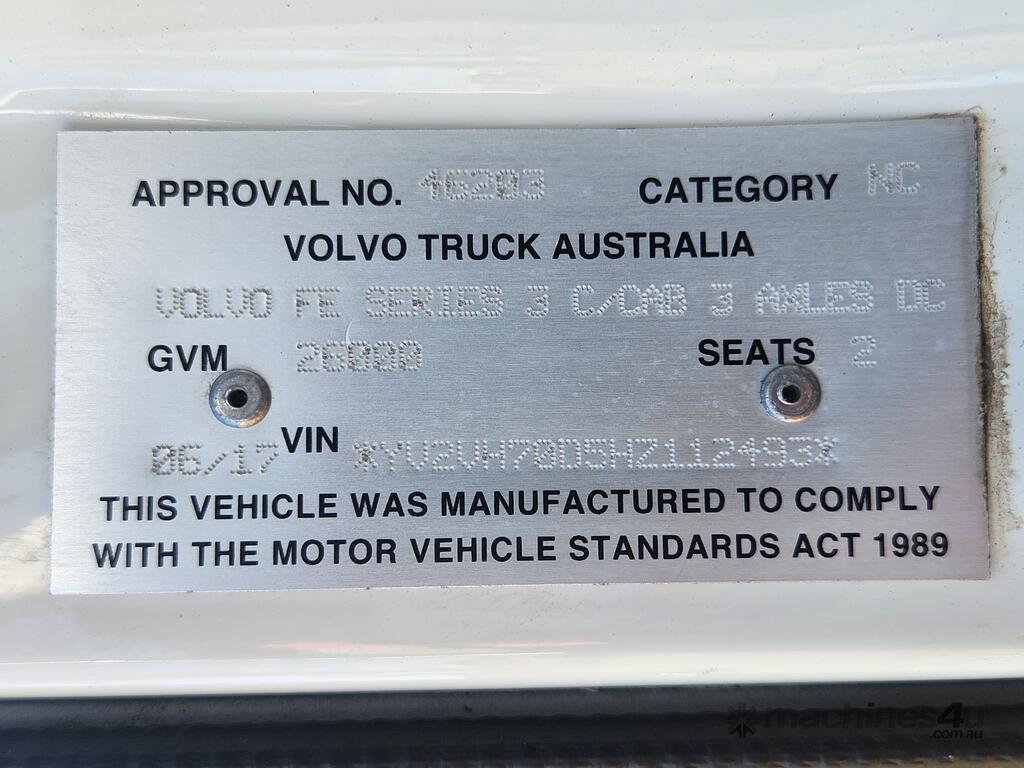 APPROVAL NO. 46203 CATEGORY NC
VOLVO TRUCK AUSTRALIA
VOLVO FE SERIES 3 C/CAB 3 AXLES DC
GVM 26000 SEATS 2
06/17 VIN *YV2VH70D5HZ112493*
THIS VEHICLE WAS MANUFACTURED TO COMPLY
WITH THE MOTOR VEHICLE STANDARDS ACT 1989
machines4u
.com.au